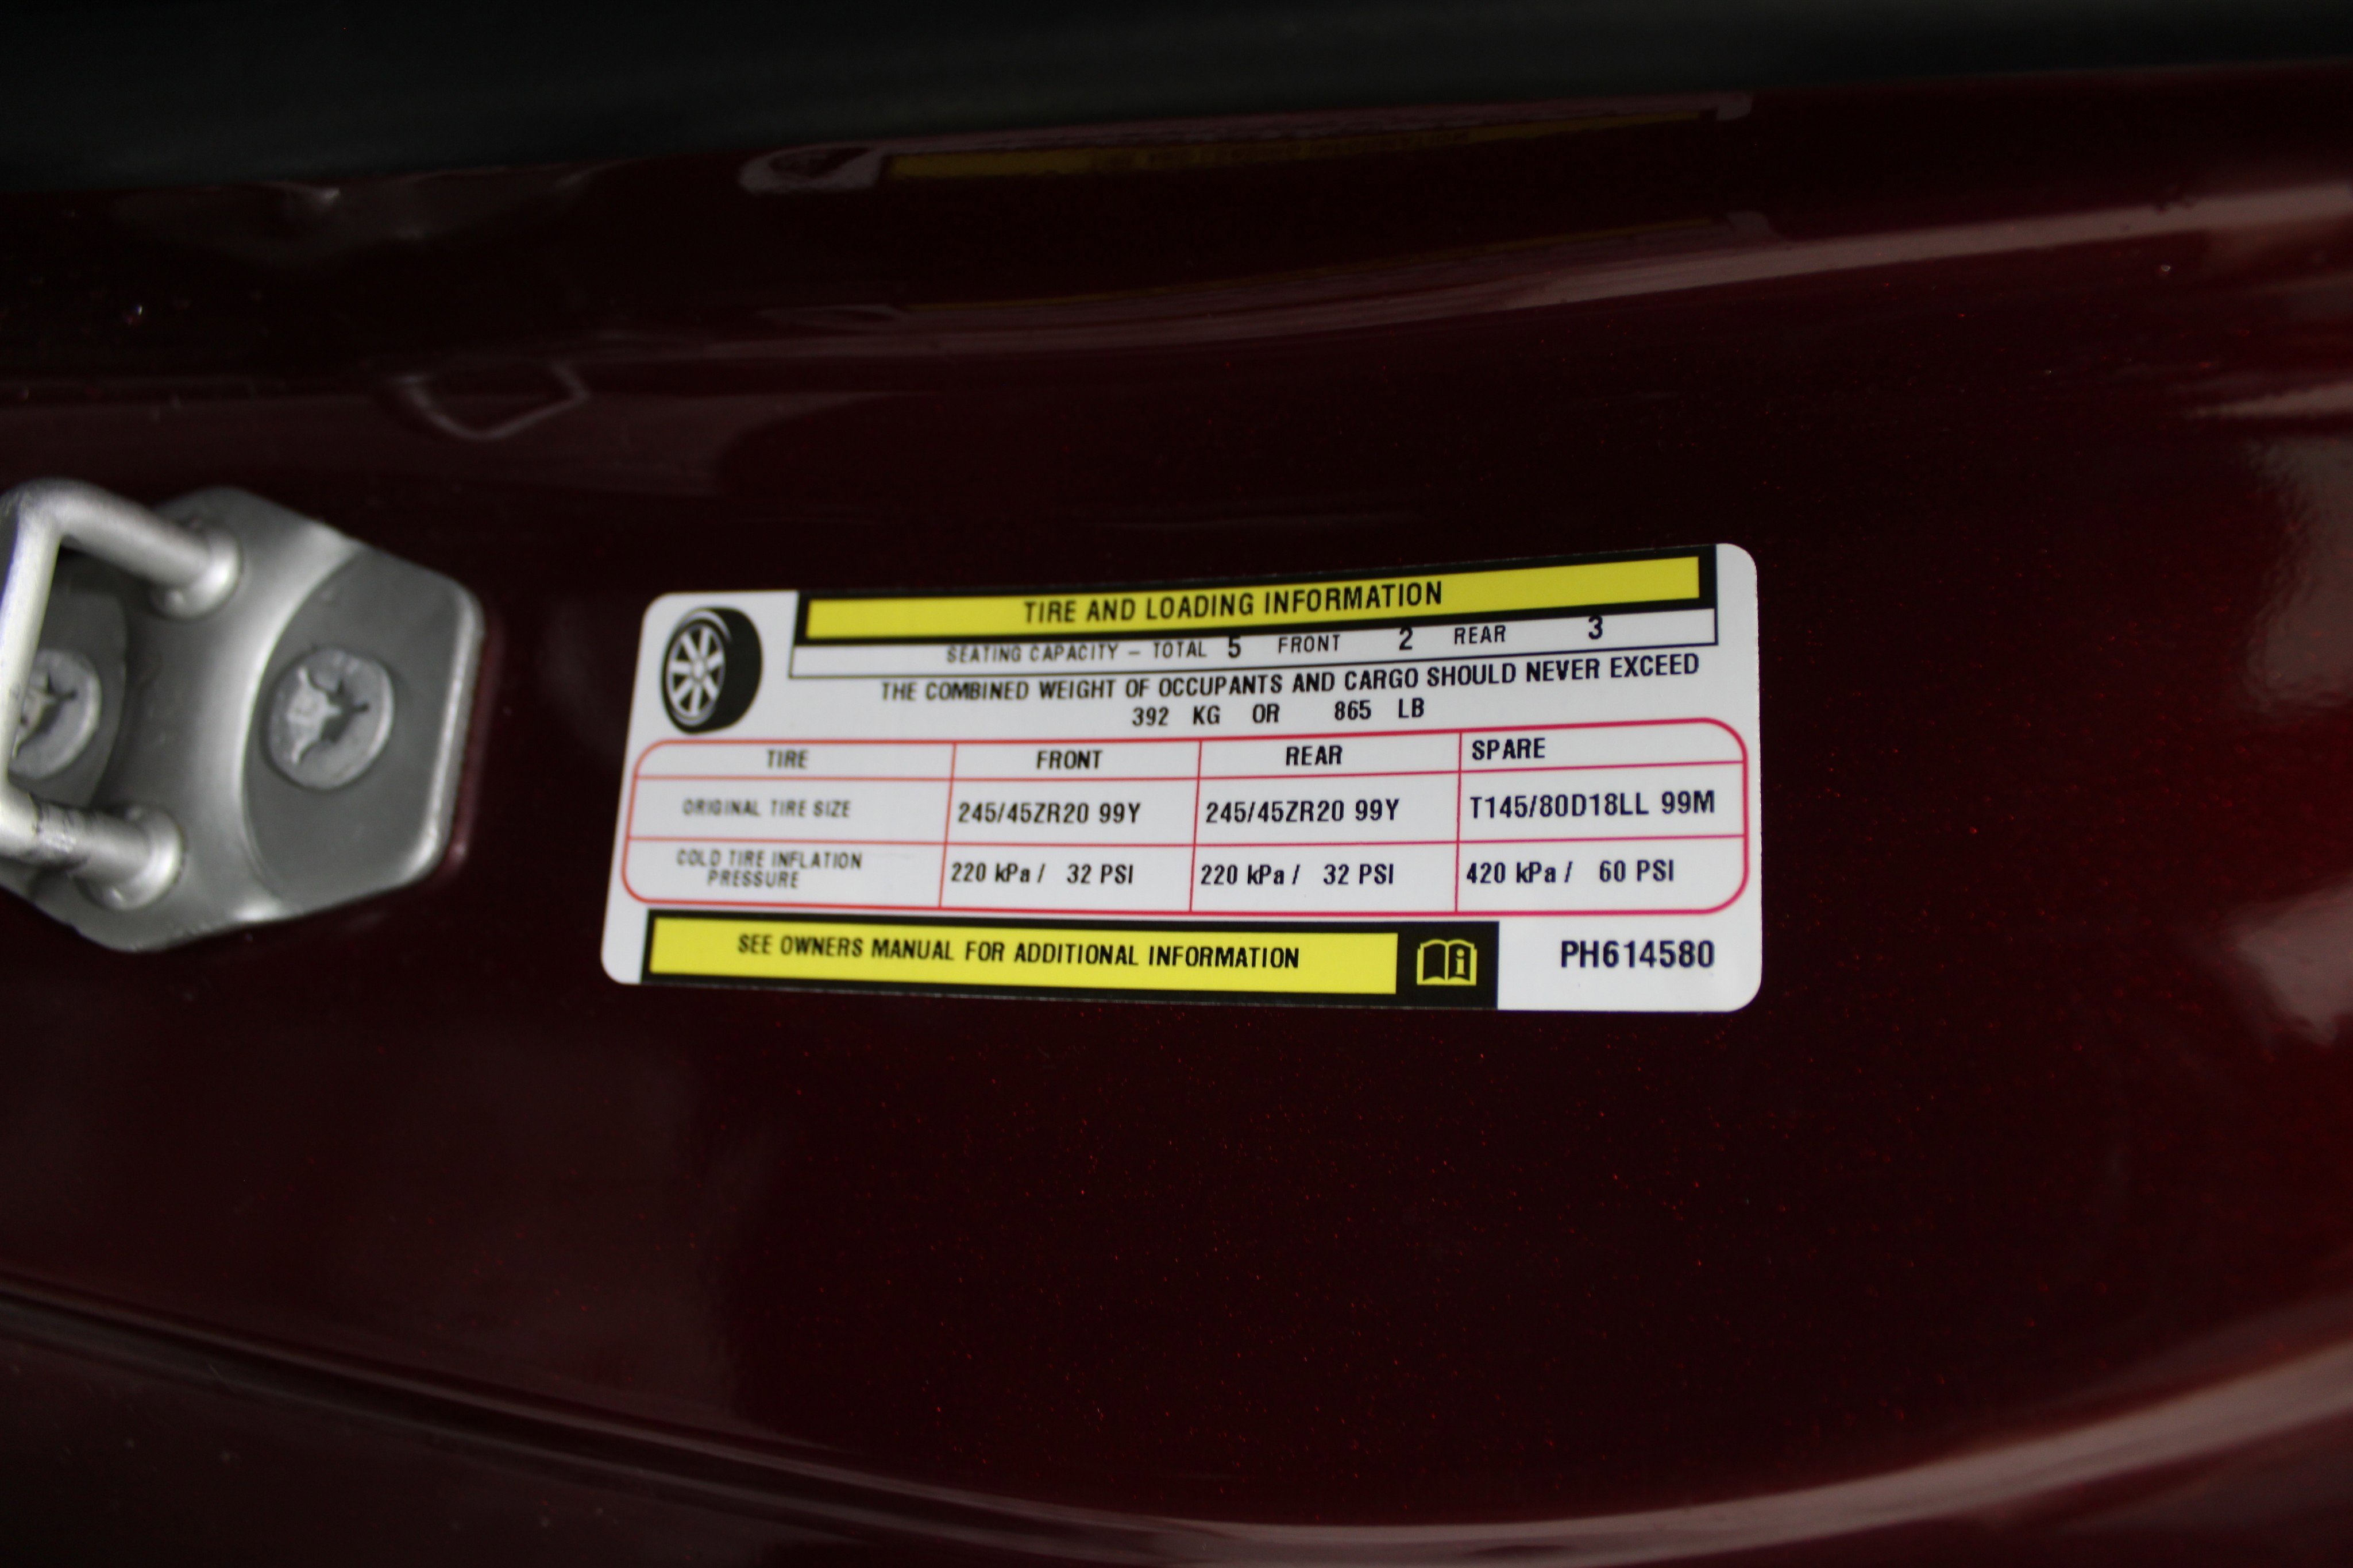 TIRE AND LOADING INFORMATION
SEATING CAPACITY – TOTAL 5 FRONT 2 REAR 3
THE COMBINED WEIGHT OF OCCUPANTS AND CARGO SHOULD NEVER EXCEED
392 KG OR 865 LB
TIRE FRONT REAR SPARE
ORIGINAL TIRE SIZE 245/45ZR20 99Y 245/45ZR20 99Y T145/80D18LL 99M
COLD TIRE INFLATION
PRESSURE 220 kPa / 32 PSI 220 kPa / 32 PSI 420 kPa / 60 PSI
SEE OWNERS MANUAL FOR ADDITIONAL INFORMATION PH614580